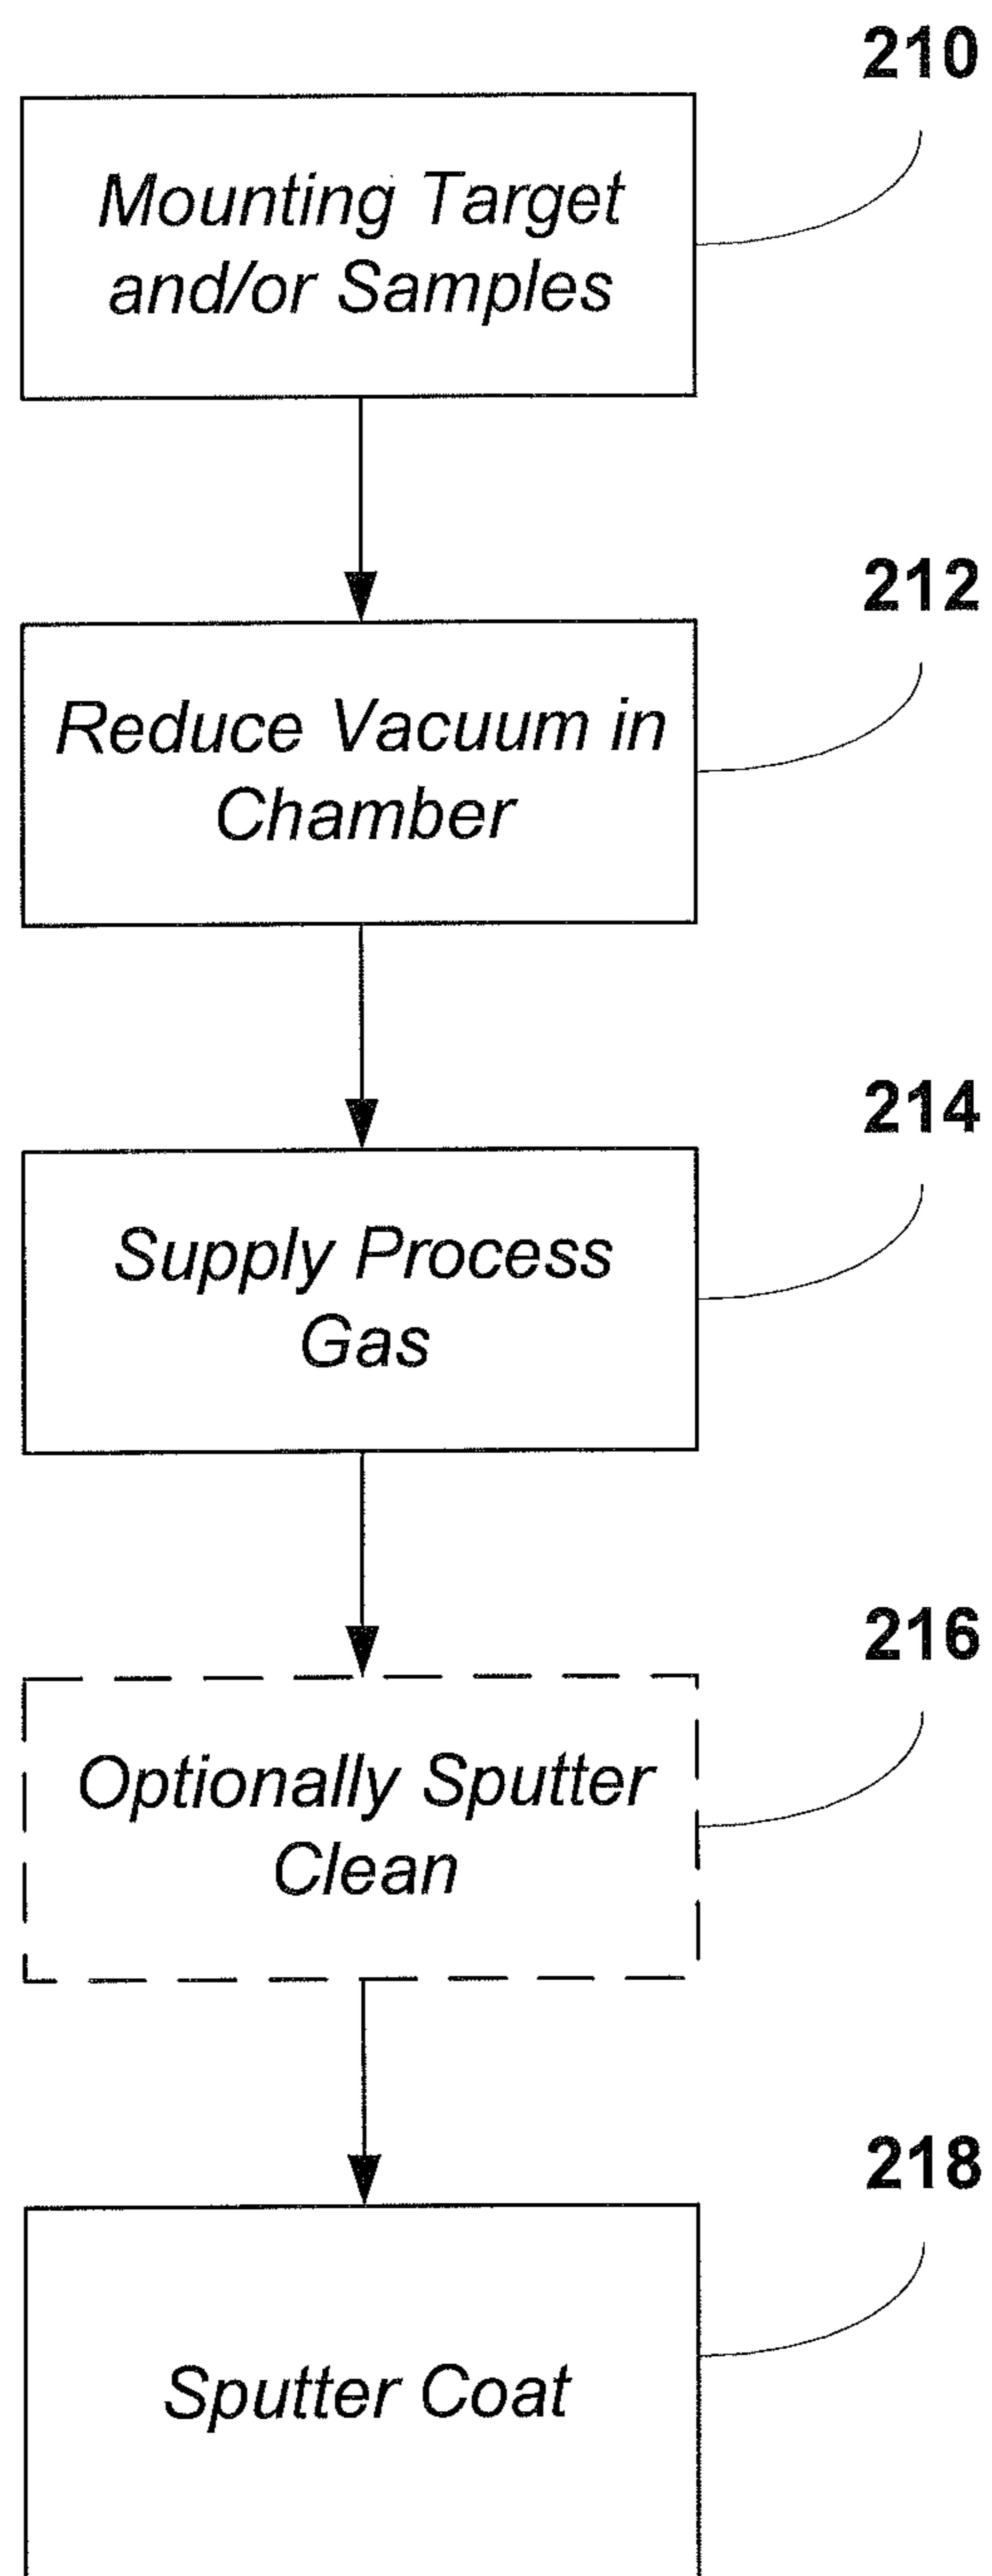 210
Mounting Target
and/or Samples
212
Reduce Vacuum in
Chamber
214
Supply Process
Gas
216
Optionally Sputter
Clean
218
Sputter Coat